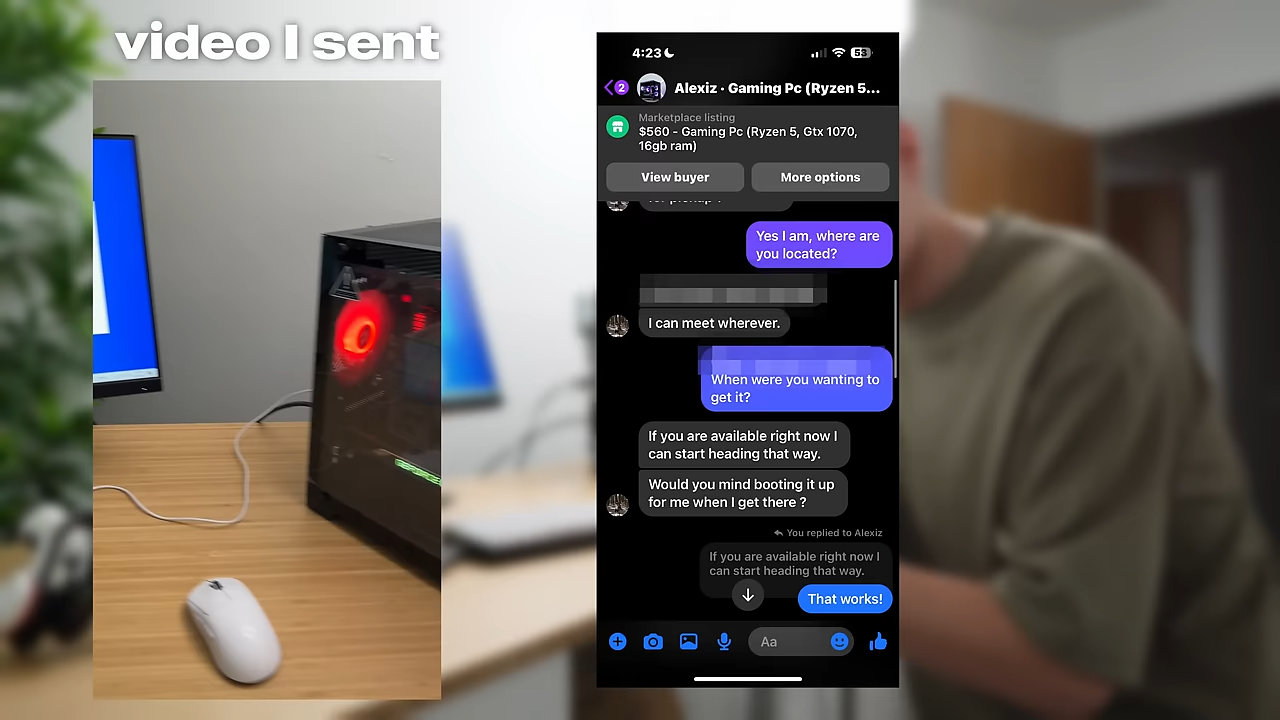 video I sent
4:23
53
2
Alexiz · Gaming Pc (Ryzen 5...
Marketplace listing
$560 - Gaming Pc (Ryzen 5, Gtx 1070,
16gb ram)
View buyer
More options
Yes I am, where are
you located?
I can meet wherever.
When were you wanting to
get it?
If you are available right now I
can start heading that way.
Would you mind booting it up
for me when I get there ?
You replied to Alexiz
If you are available right now I
can start heading that way.
That works!
Aa